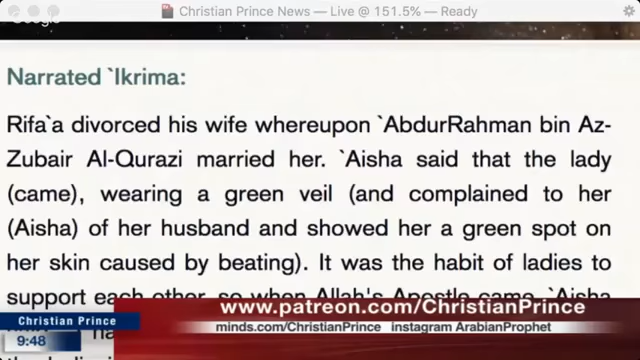 Christian Prince News — Live @ 151.5% — Ready
Google
Narrated `Ikrima:
Rifa`a divorced his wife whereupon `AbdurRahman bin Az-
Zubair Al-Qurazi married her. `Aisha said that the lady
(came), wearing a green veil (and complained to her
(Aisha) of her husband and showed her a green spot on
her skin caused by beating). It was the habit of ladies to
support each other, so when Allah's Apostle came, `Aisha
www.patreon.com/ChristianPrince
Christian Prince
minds.com/ChristianPrince instagram ArabianProphet
9:48